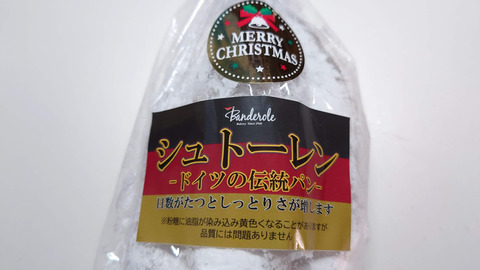 MERRY
CHRISTMAS
Banderole
シュトーレン
-ドイツの伝統パン-
日数がたつとしっとりさが増します
※粉糖に油脂が染み込み黄色くなることがありますが
品質には問題ありません